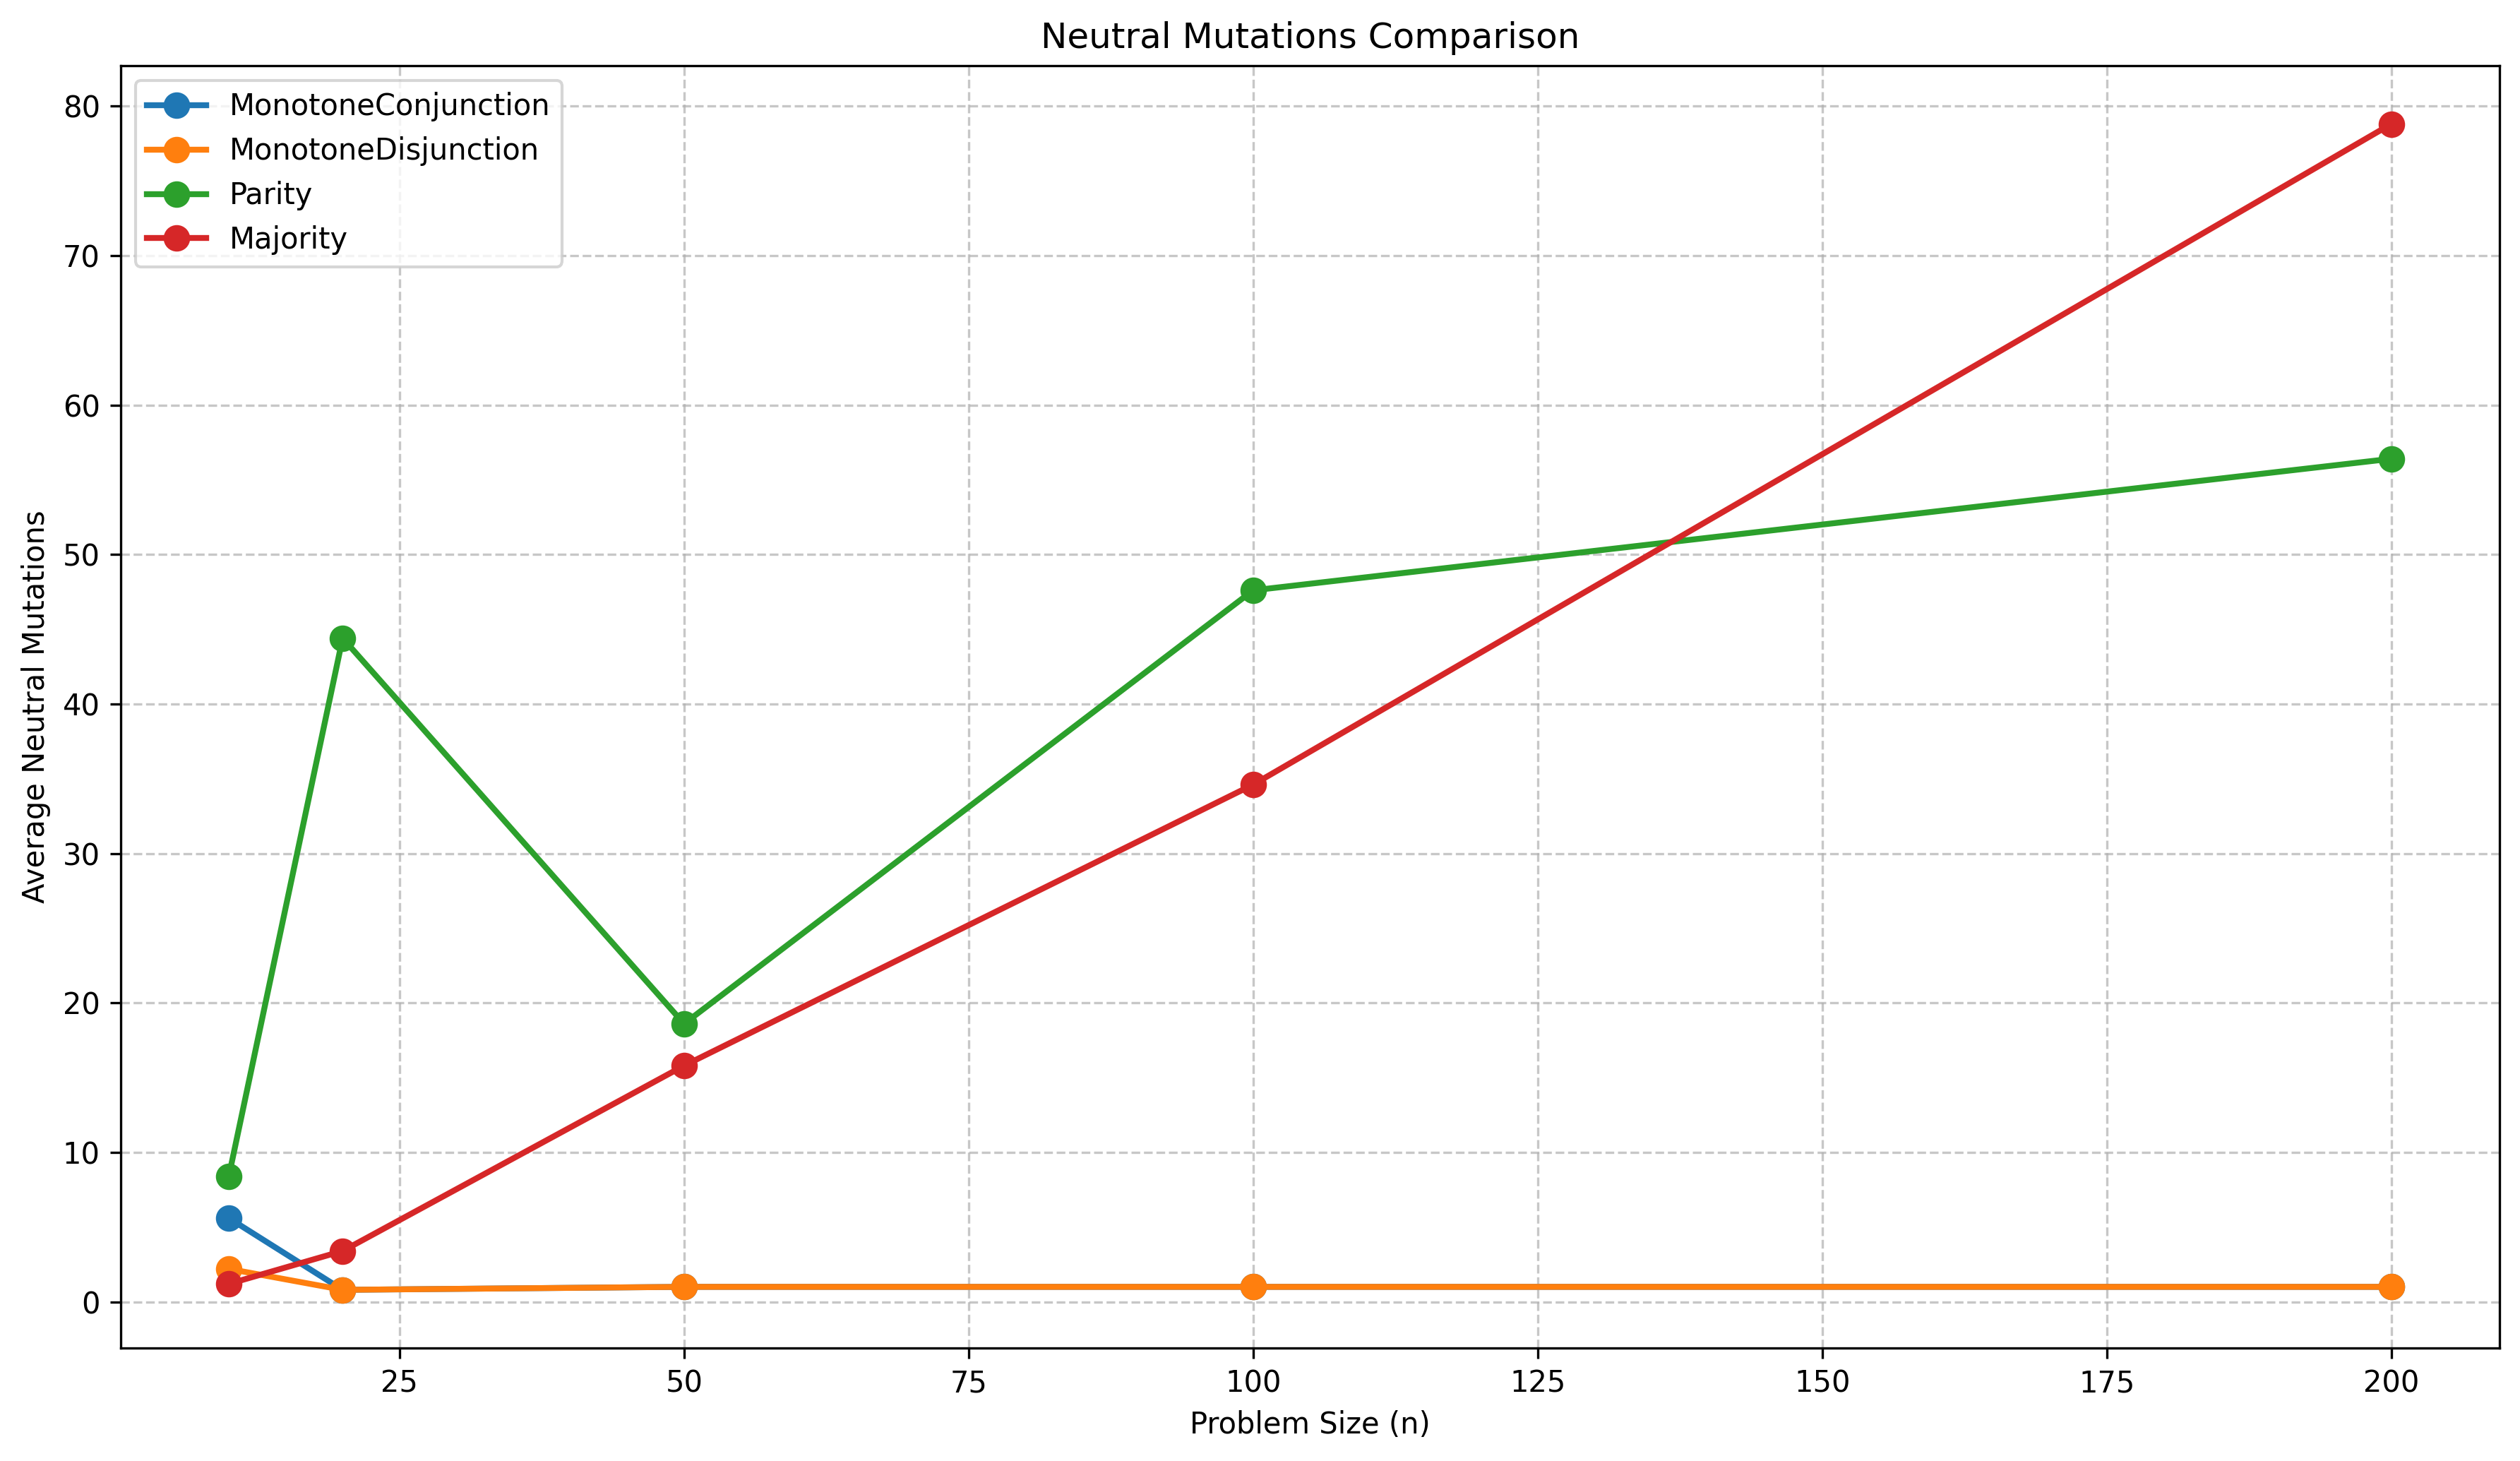 Neutral Mutations Comparison
MonotoneConjunction
MonotoneDisjunction
Parity
Majority
Average Neutral Mutations
80
70
60
50
40
30
20
10
0
25 50 75 100 125 150 175 200
Problem Size (n)